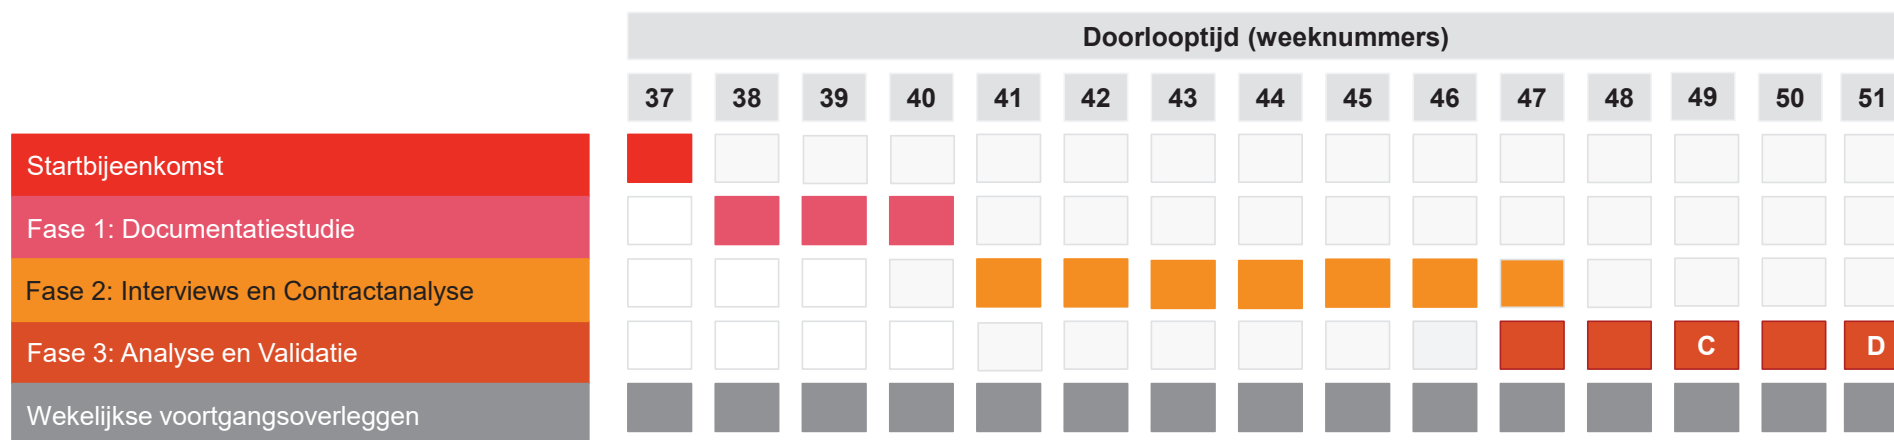 Doorlooptijd (weeknummers)
37 38 39 40 41 42 43 44 45 46 47 48 49 50 51
Startbijeenkomst
Fase 1: Documentatiestudie
Fase 2: Interviews en Contractanalyse
Fase 3: Analyse en Validatie C D
Wekelijkse voortgangsoverleggen